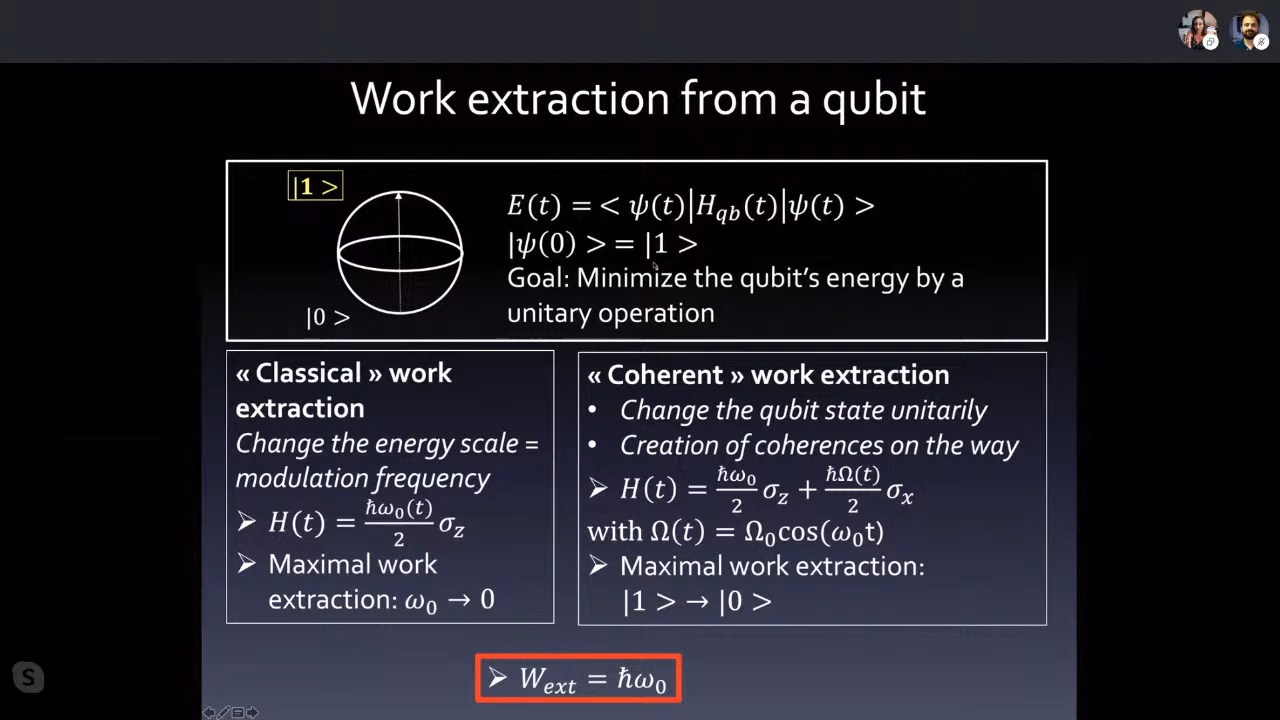 Work extraction from a qubit
|1 >
|0 >
E(t) = < ψ(t)|H_qb(t)|ψ(t) >
|ψ(0) > = |1 >
Goal: Minimize the qubit's energy by a
unitary operation
« Classical » work
extraction
Change the energy scale =
modulation frequency
➢ H(t) = ħω₀(t)/2 σ_z
➢ Maximal work
extraction: ω₀ → 0
« Coherent » work extraction
• Change the qubit state unitarily
• Creation of coherences on the way
➢ H(t) = ħω₀/2 σ_z + ħΩ(t)/2 σ_x
with Ω(t) = Ω₀cos(ω₀t)
➢ Maximal work extraction:
|1 > → |0 >
➢ W_ext = ħω₀
S